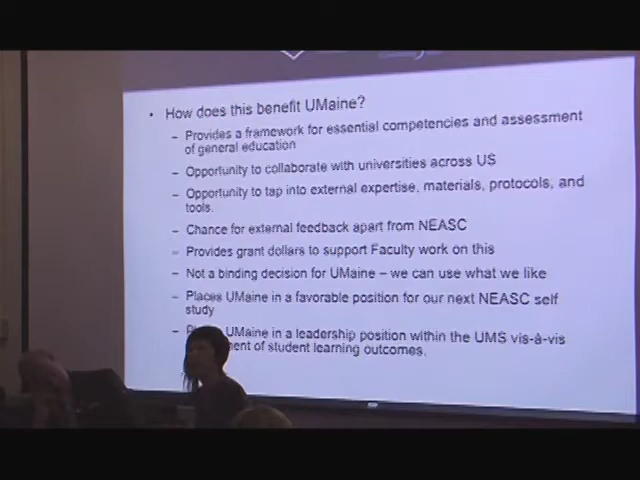 • How does this benefit UMaine?
– Provides a framework for essential competencies and assessment
of general education
– Opportunity to collaborate with universities across US
– Opportunity to tap into external expertise, materials, protocols, and
tools.
– Chance for external feedback apart from NEASC
– Provides grant dollars to support Faculty work on this
– Not a binding decision for UMaine – we can use what we like
– Places UMaine in a favorable position for our next NEASC self
study
– UMaine in a leadership position within the UMS vis-à-vis
of student learning outcomes.